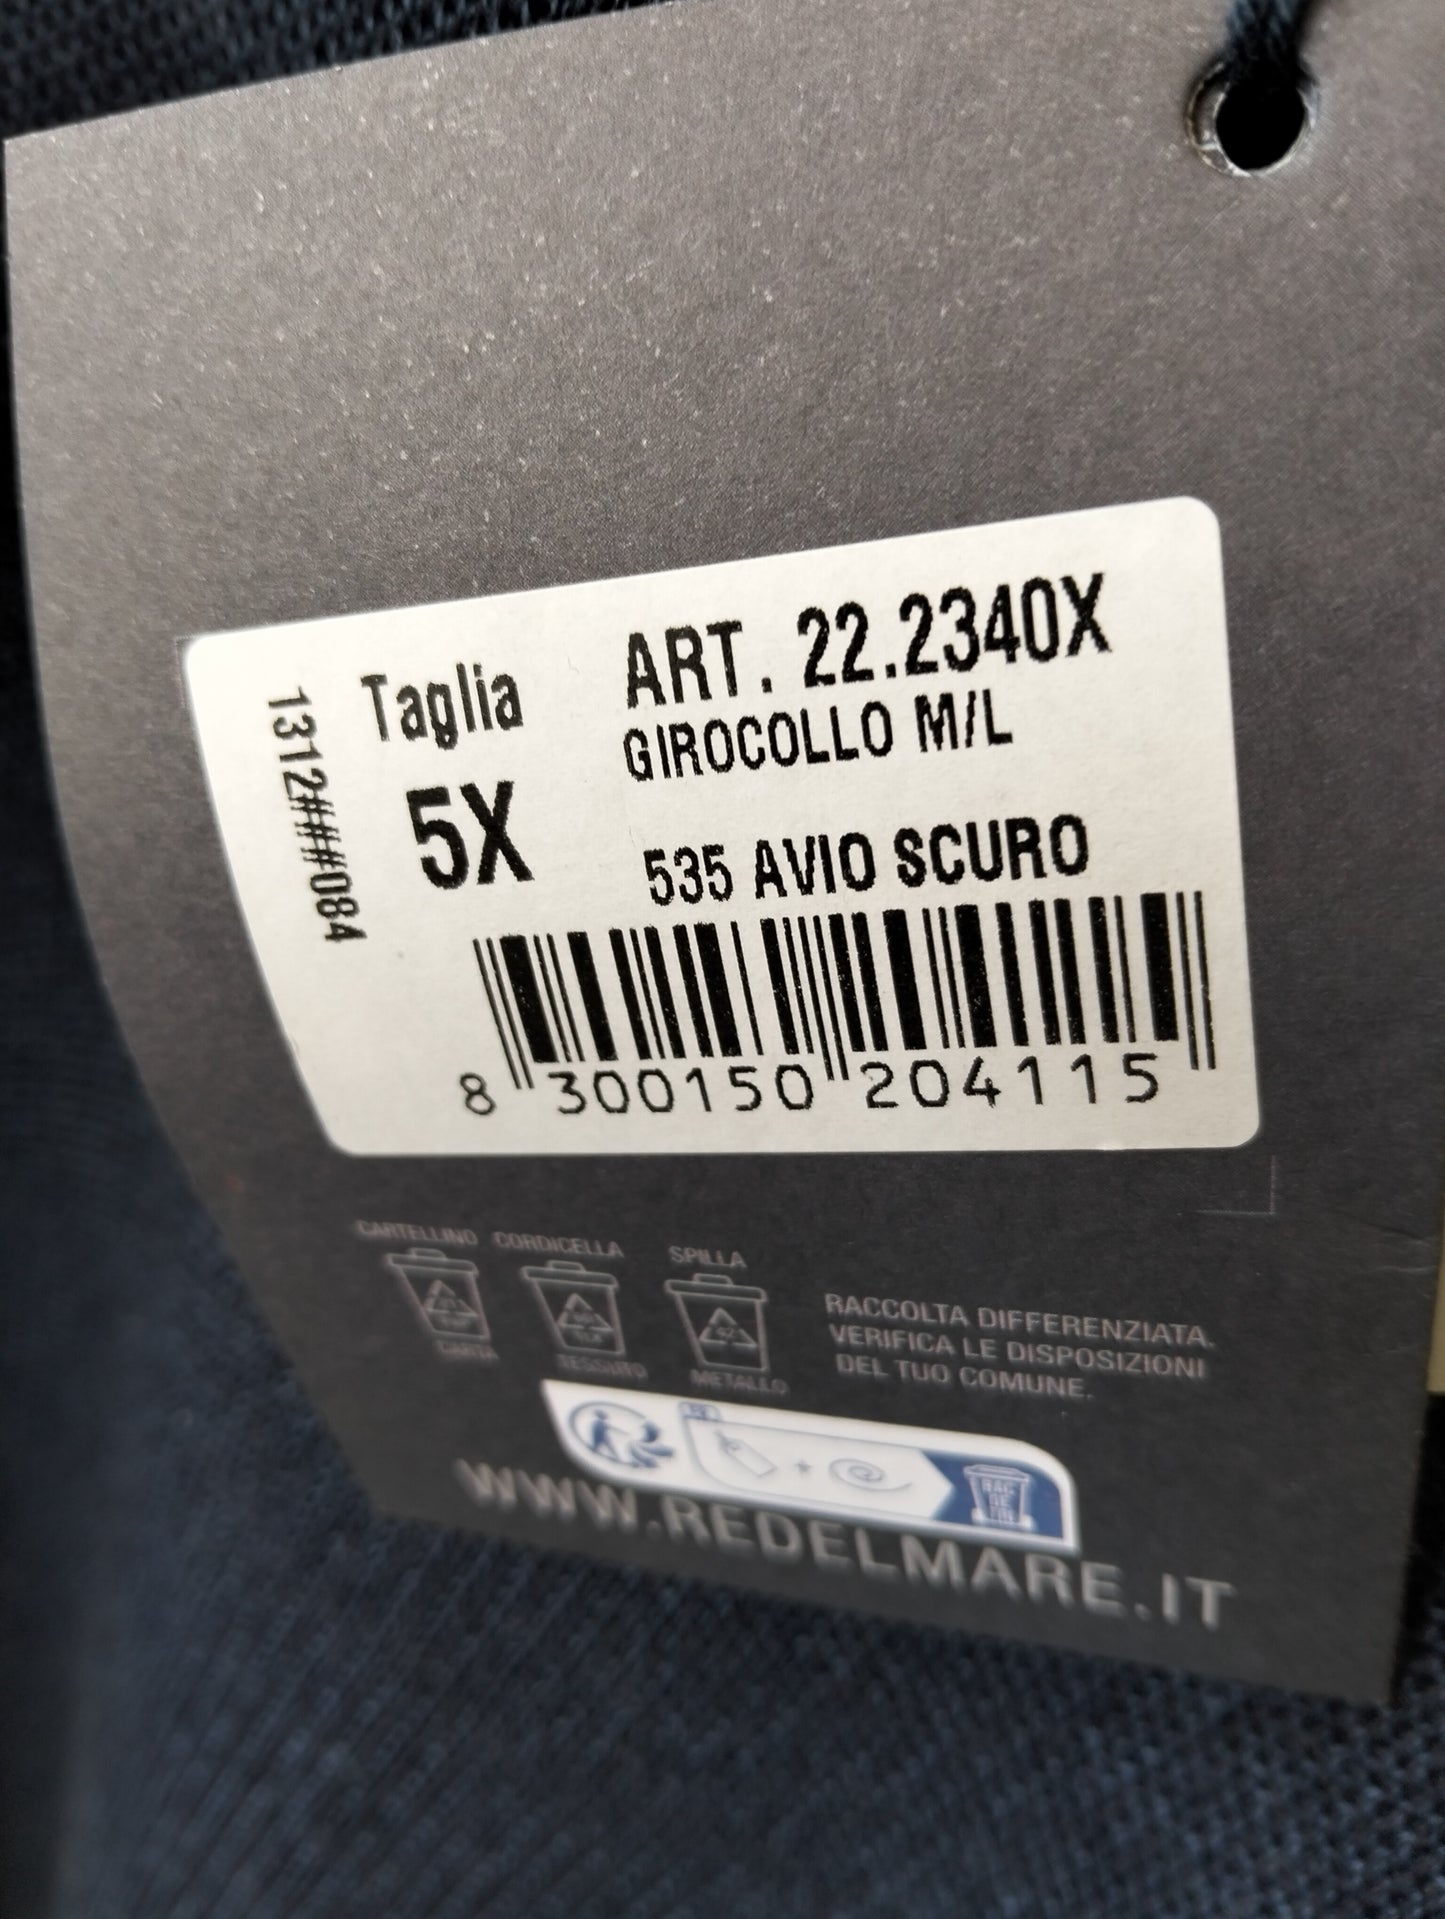 1312###084
Taglia
5X
ART. 22.2340X
GIROCOLLO M/L
535 AVIO SCURO
8 300150 204115
CARTELLINO CORDICELLA SPILLA
CARTA TESSUTO METALLO
RACCOLTA DIFFERENZIATA.
VERIFICA LE DISPOSIZIONI
DEL TUO COMUNE.
WWW.REDELMARE.IT